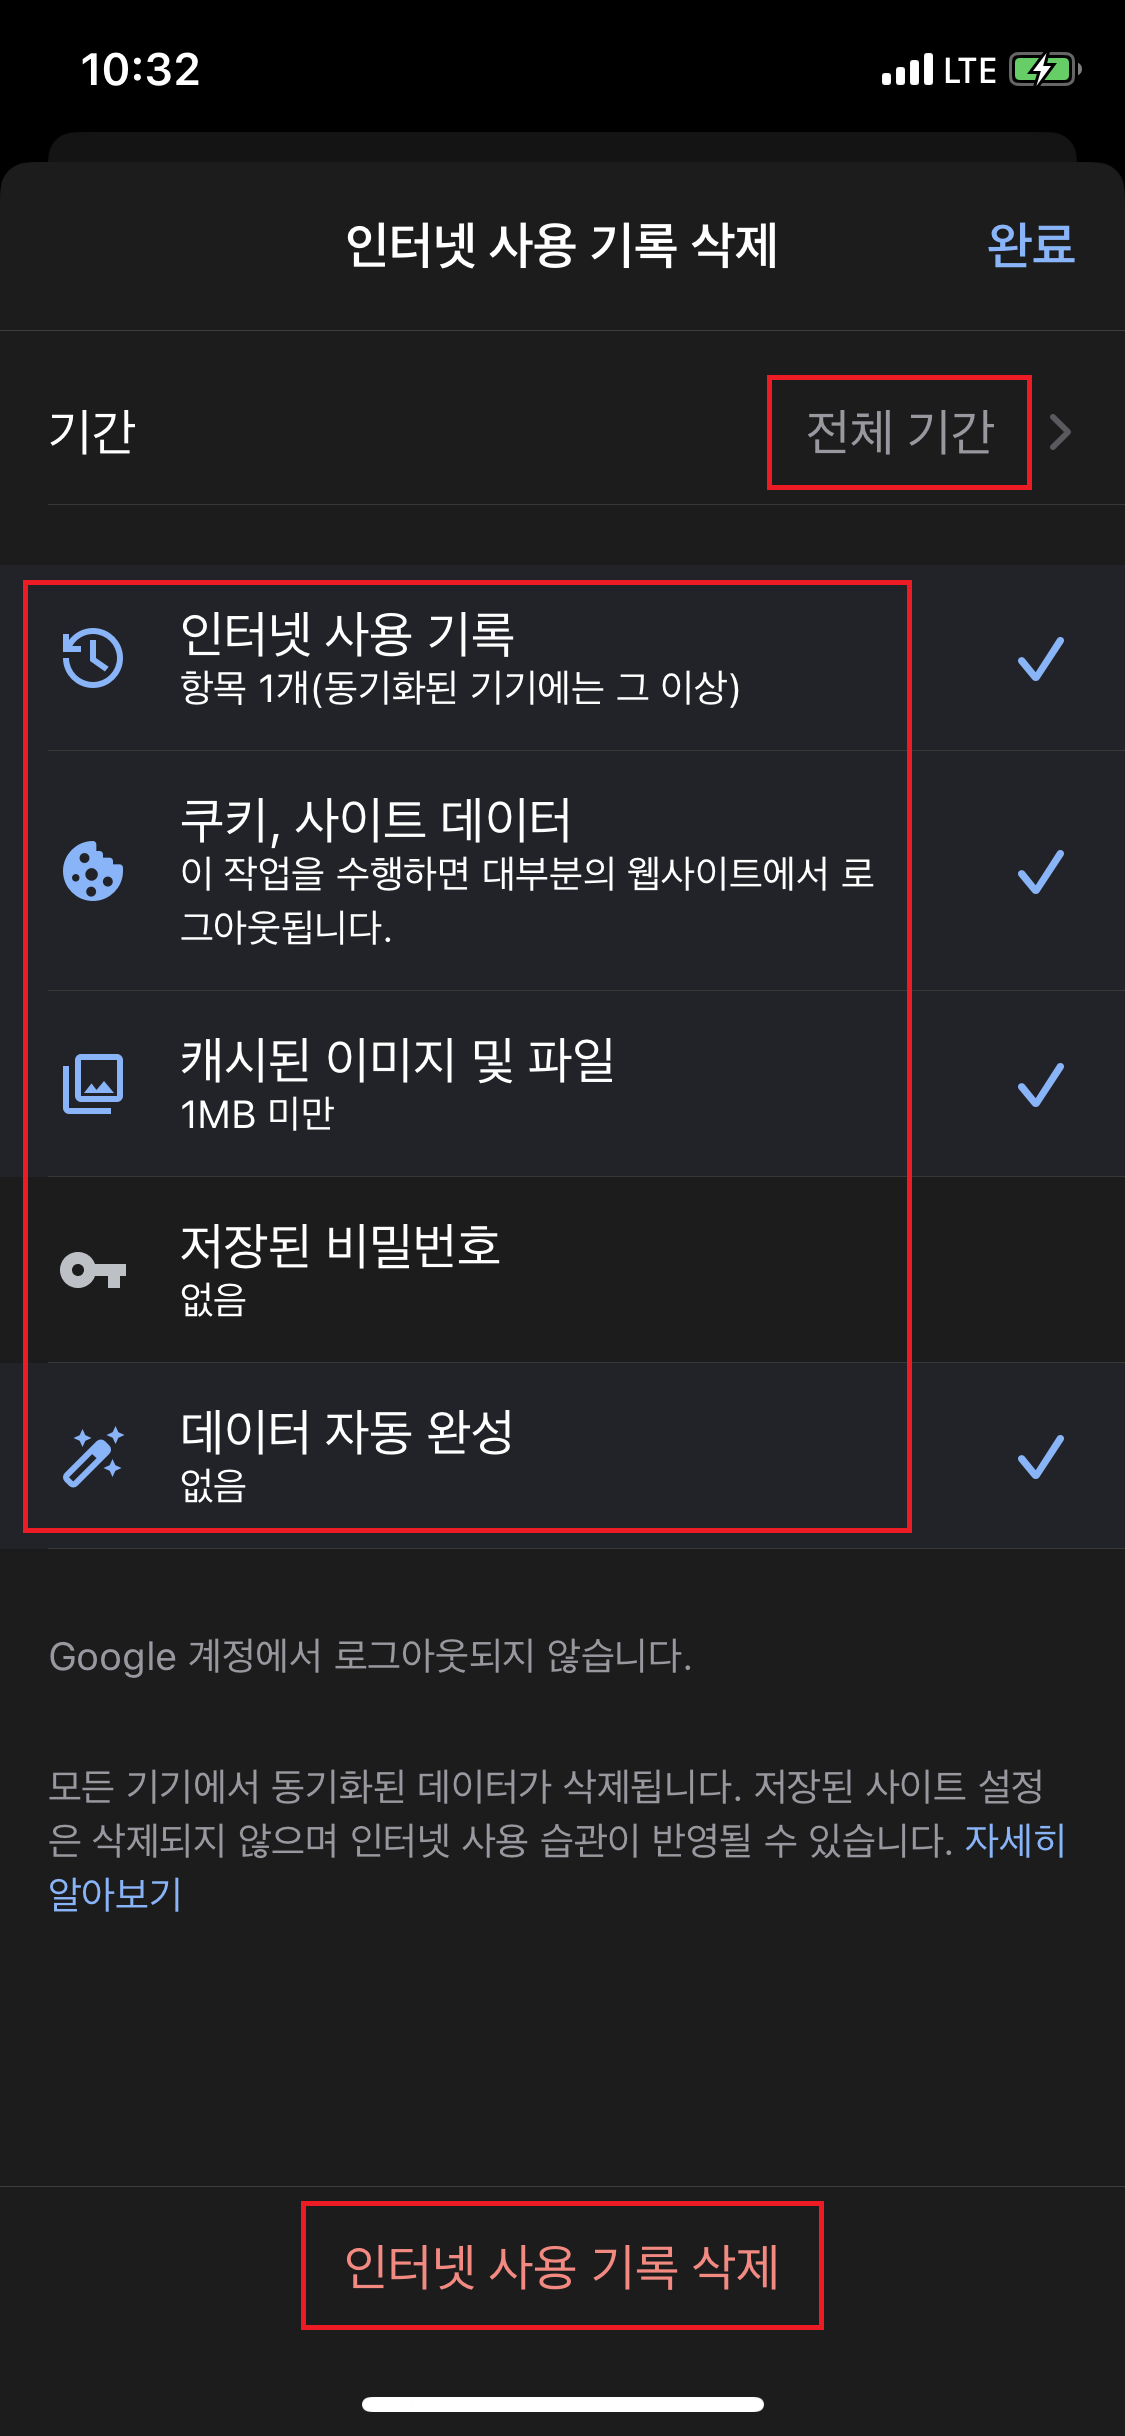 10:32
LTE
인터넷 사용 기록 삭제
완료
기간
전체 기간
인터넷 사용 기록
항목 1개(동기화된 기기에는 그 이상)
쿠키, 사이트 데이터
이 작업을 수행하면 대부분의 웹사이트에서 로
그아웃됩니다.
캐시된 이미지 및 파일
1MB 미만
저장된 비밀번호
없음
데이터 자동 완성
없음
Google 계정에서 로그아웃되지 않습니다.
모든 기기에서 동기화된 데이터가 삭제됩니다. 저장된 사이트 설정
은 삭제되지 않으며 인터넷 사용 습관이 반영될 수 있습니다. 자세히
알아보기
인터넷 사용 기록 삭제